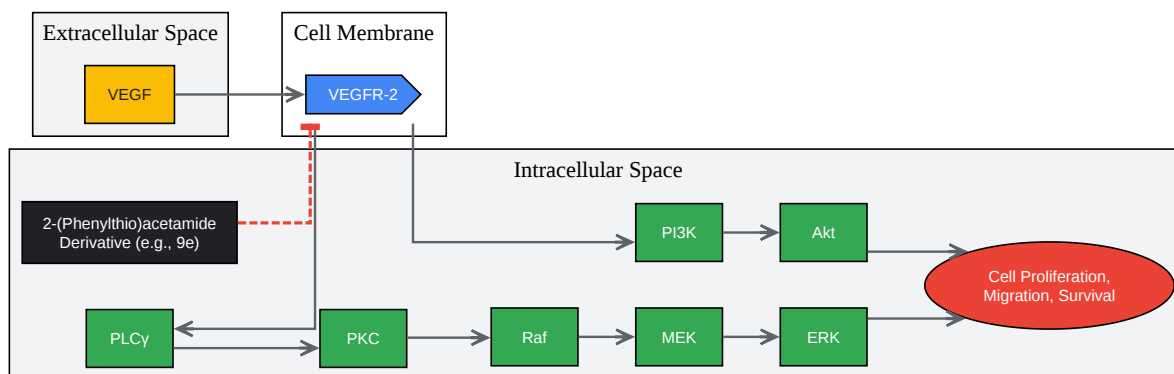 Extracellular Space
Cell Membrane
VEGF
VEGFR-2
Intracellular Space
2-(Phenylthio)acetamide
Derivative (e.g., 9e)
PI3K
Akt
Cell Proliferation,
Migration, Survival
PLCγ
PKC
Raf
MEK
ERK